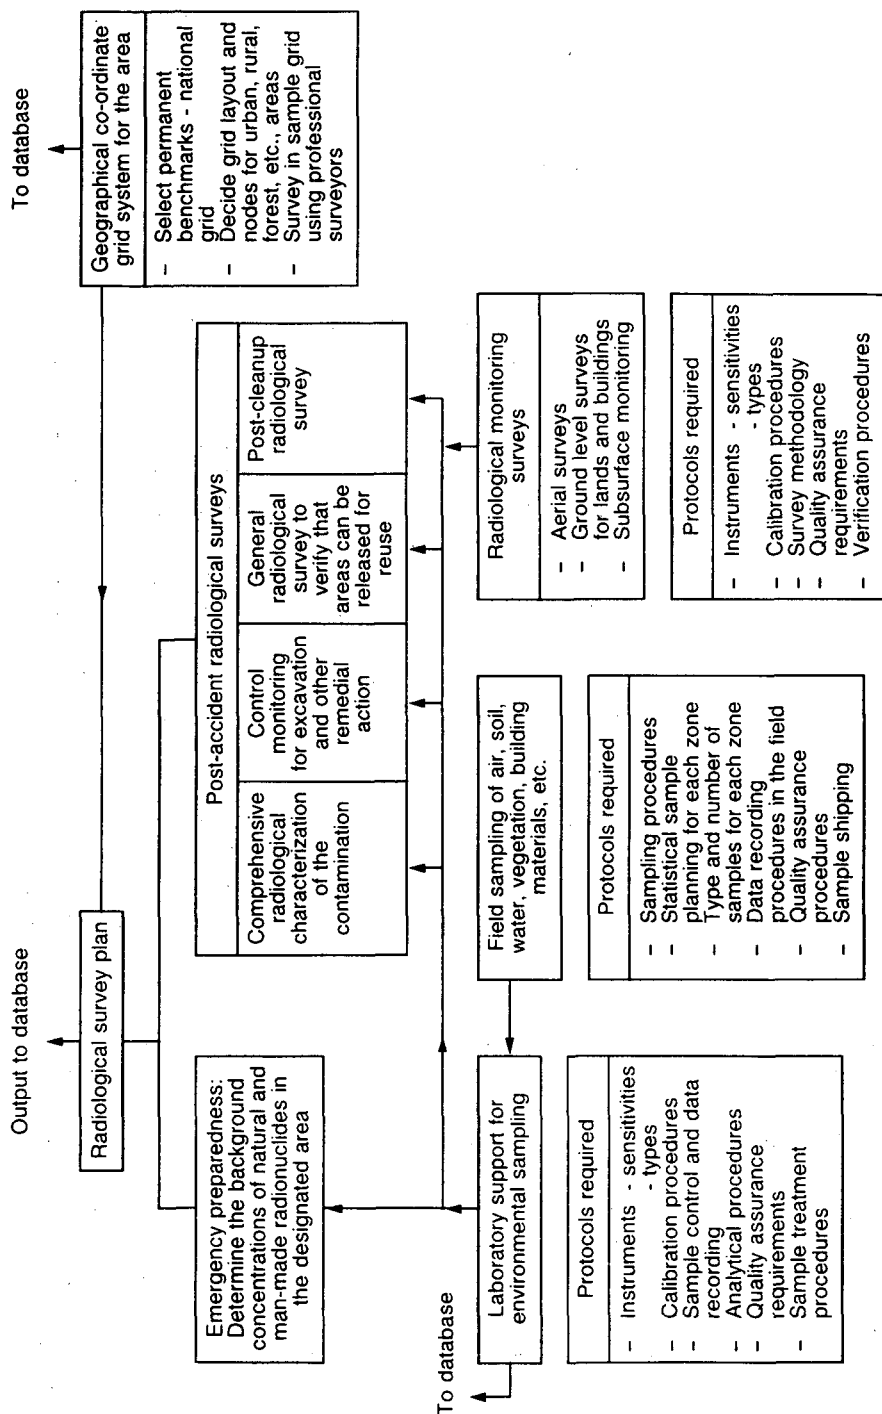 Output to database
To database
Radiological survey plan
Geographical co-ordinate
grid system for the area
- Select permanent
benchmarks - national
grid
- Decide grid layout and
nodes for urban, rural,
forest, etc., areas
- Survey in sample grid
using professional
surveyors
Emergency preparedness:
Determine the background
concentrations of natural and
man-made radionuclides in
the designated area
Post-accident radiological surveys
Comprehensive
radiological
characterization
of the
contamination
Control
monitoring
for excavation
and other
remedial
action
General
radiological
survey to
verify that
areas can be
released for
reuse
Post-cleanup
radiological
survey
To database
Laboratory support for
environmental sampling
Field sampling of air, soil,
water, vegetation, building
materials, etc.
Radiological monitoring
surveys
- Aerial surveys
- Ground level surveys
for lands and buildings
- Subsurface monitoring
Protocols required
- Instruments - sensitivities
- types
- Calibration procedures
- Sample control and data
recording
- Analytical procedures
- Quality assurance
requirements
- Sample treatment
procedures
Protocols required
- Sampling procedures
- Statistical sample
planning for each zone
- Type and number of
samples for each zone
- Data recording
procedures in the field
- Quality assurance
procedures
- Sample shipping
Protocols required
- Instruments - sensitivities
- types
- Calibration procedures
- Survey methodology
- Quality assurance
requirements
- Verification procedures